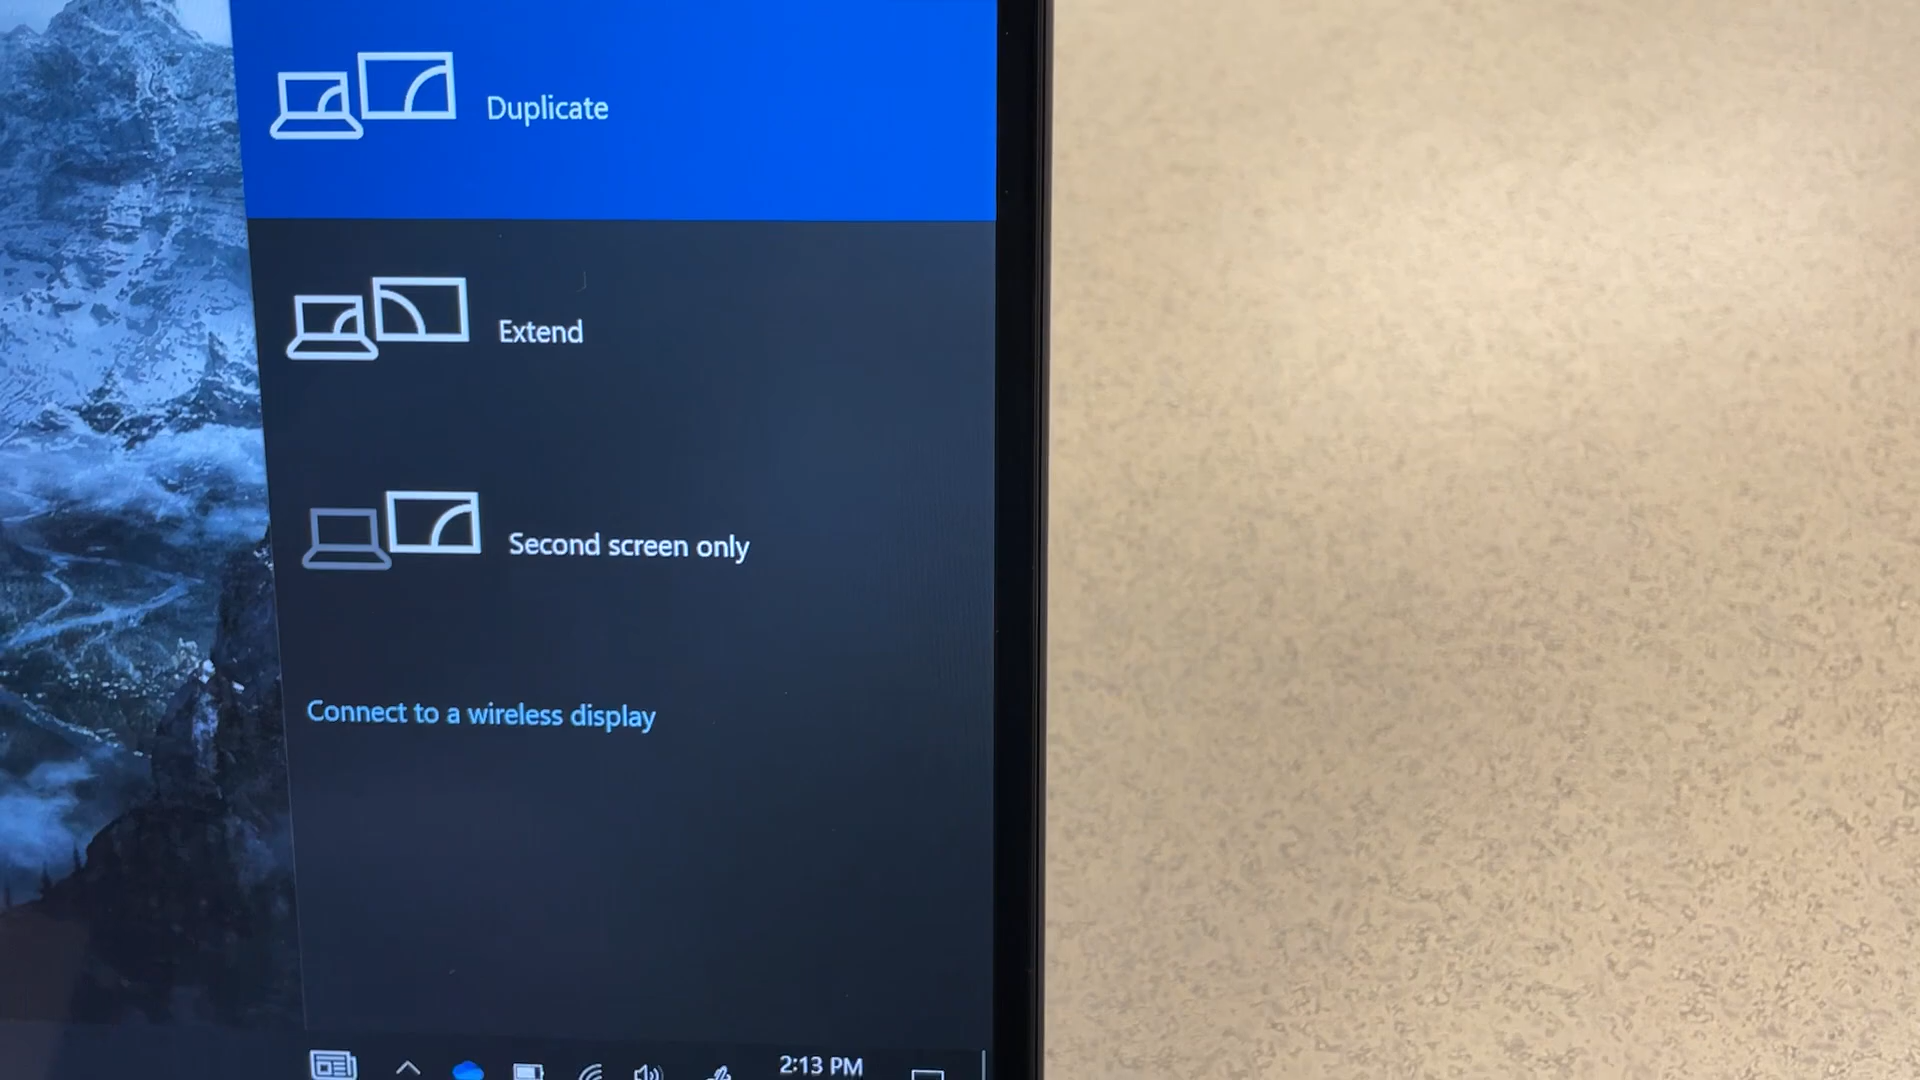 Duplicate
Extend
Second screen only
Connect to a wireless display
2:13 PM